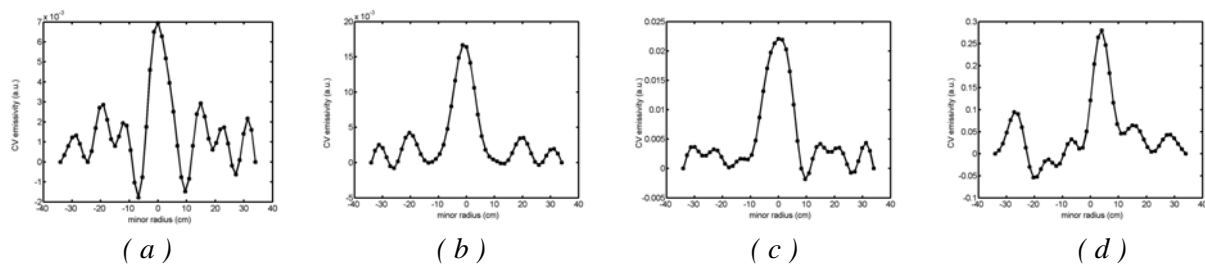 x 10⁻³
7
6
5
4
3
2
1
0
-1
-2
-40 -30 -20 -10 0 10 20 30 40
CV emissivity (a.u.)
minor radius (cm)
( a )
x 10⁻³
20
15
10
5
0
-5
-40 -30 -20 -10 0 10 20 30 40
CV emissivity (a.u.)
minor radius (cm)
( b )
0.025
0.02
0.015
0.01
0.005
0
0.005
-40 -30 -20 -10 0 10 20 30 40
CV emissivity (a.u.)
minor radius (cm)
( c )
0.3
0.25
0.2
0.15
0.1
0.05
0
-0.05
-0.1
-40 -30 -20 -10 0 10 20 30 40
CV emissivity (a.u.)
minor radius (cm)
( d )